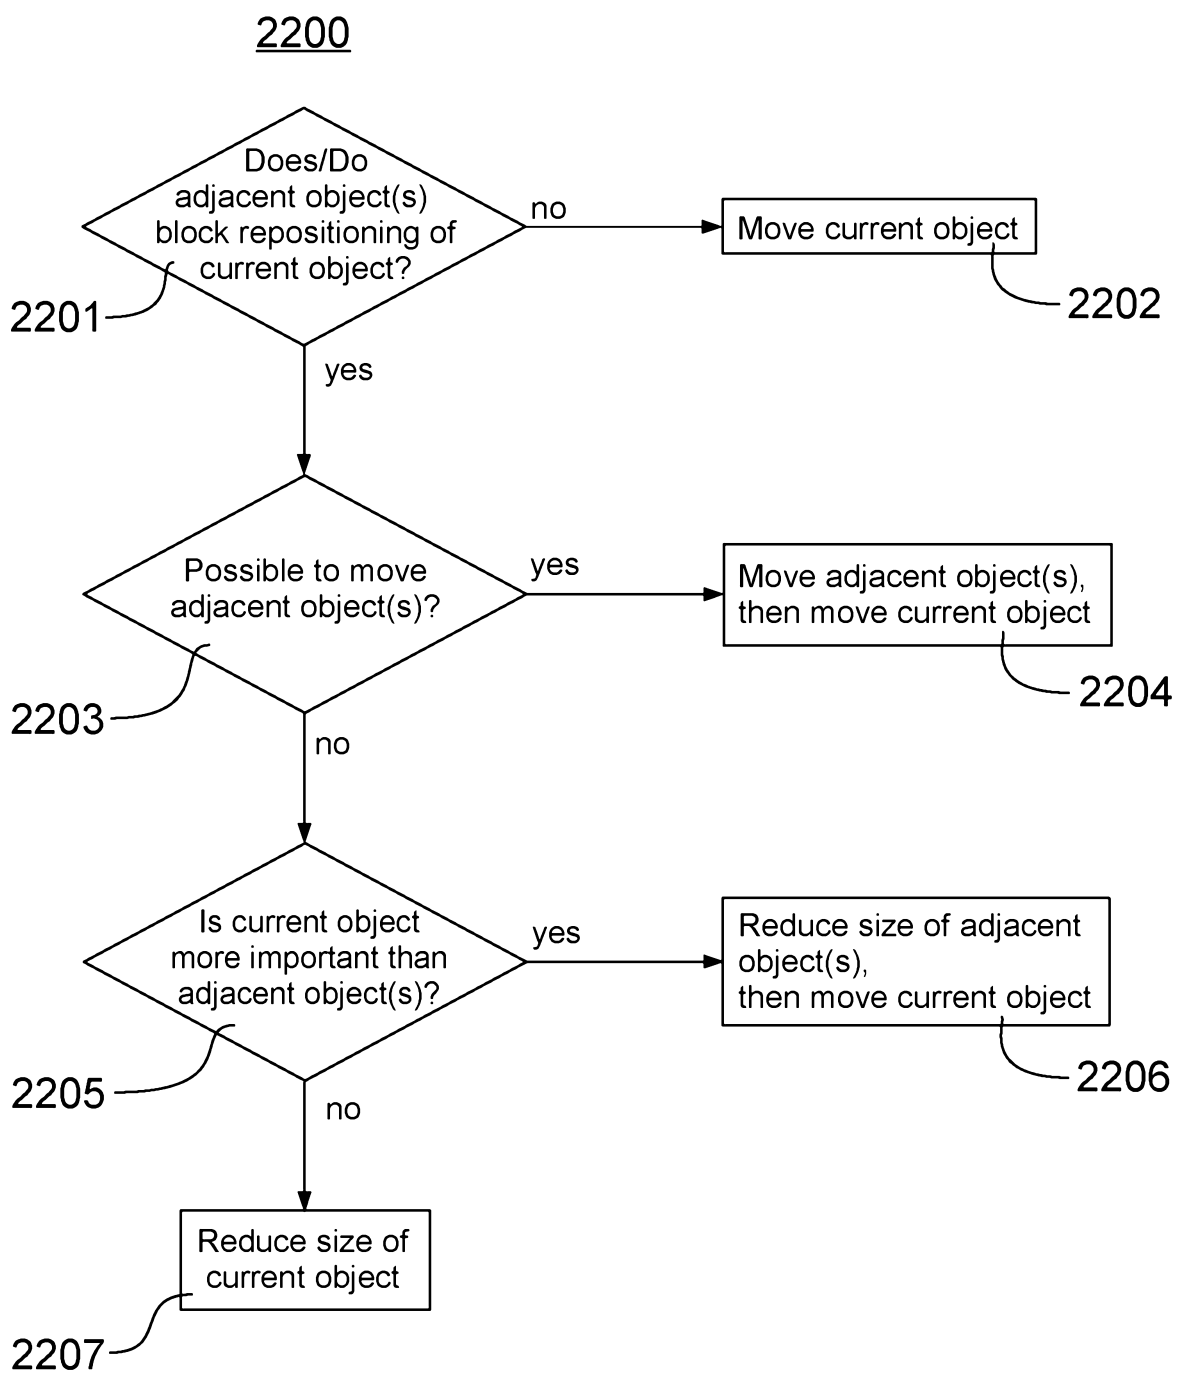 2200
Does/Do
adjacent object(s)
block repositioning of
current object?
no
Move current object
2201
2202
yes
Possible to move
adjacent object(s)?
yes
Move adjacent object(s),
then move current object
2203
2204
no
Is current object
more important than
adjacent object(s)?
yes
Reduce size of adjacent
object(s),
then move current object
2205
2206
no
Reduce size of
current object
2207